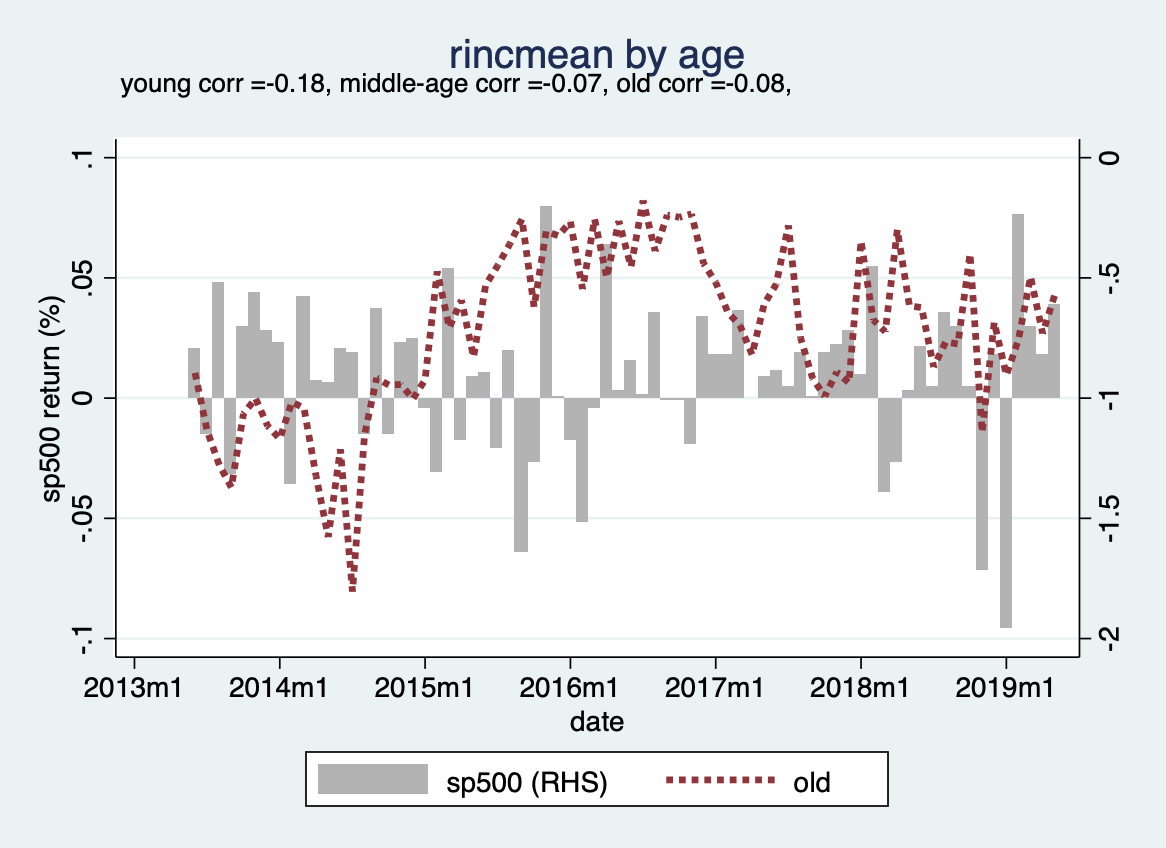 rincmean by age
young corr =-0.18, middle-age corr =-0.07, old corr =-0.08,
.1
.05
0
-.05
-.1
sp500 return (%)
0
-.5
-1
-1.5
-2
2013m1 2014m1 2015m1 2016m1 2017m1 2018m1 2019m1
date
sp500 (RHS) old